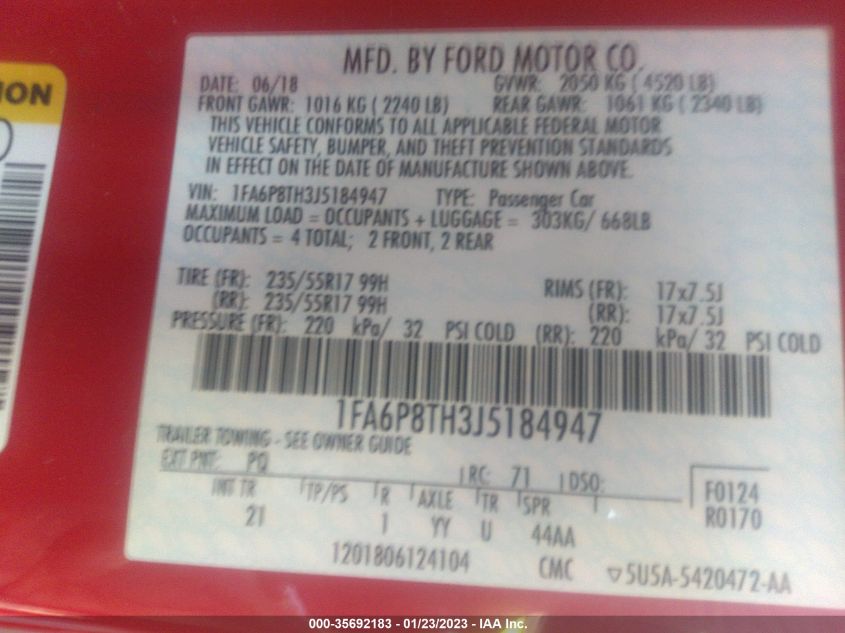 ION
MFD. BY FORD MOTOR CO.
DATE: 06/18 GVWR: 2050 KG ( 4520 LB)
FRONT GAWR: 1016 KG ( 2240 LB) REAR GAWR: 1061 KG ( 2340 LB)
THIS VEHICLE CONFORMS TO ALL APPLICABLE FEDERAL MOTOR
VEHICLE SAFETY, BUMPER, AND THEFT PREVENTION STANDARDS
IN EFFECT ON THE DATE OF MANUFACTURE SHOWN ABOVE.
VIN: 1FA6P8TH3J5184947 TYPE: Passenger Car
MAXIMUM LOAD = OCCUPANTS + LUGGAGE = 303KG/ 668LB
OCCUPANTS = 4 TOTAL; 2 FRONT, 2 REAR
TIRE (FR): 235/55R17 99H RIMS (FR): 17x7.5J
(RR): 235/55R17 99H (RR): 17x7.5J
PRESSURE (FR): 220 kPa/ 32 PSI COLD (RR): 220 kPa/ 32 PSI COLD
1FA6P8TH3J5184947
TRAILER TOWING - SEE OWNER GUIDE
EXT PNT: PQ RC: 71 DSO: F0124
INT TR TP/PS R AXLE TR SPR R0170
21 1 YY U 44AA
1201806124104 CMC 5U5A-5420472-AA
000-35692183 - 01/23/2023 - IAA Inc.